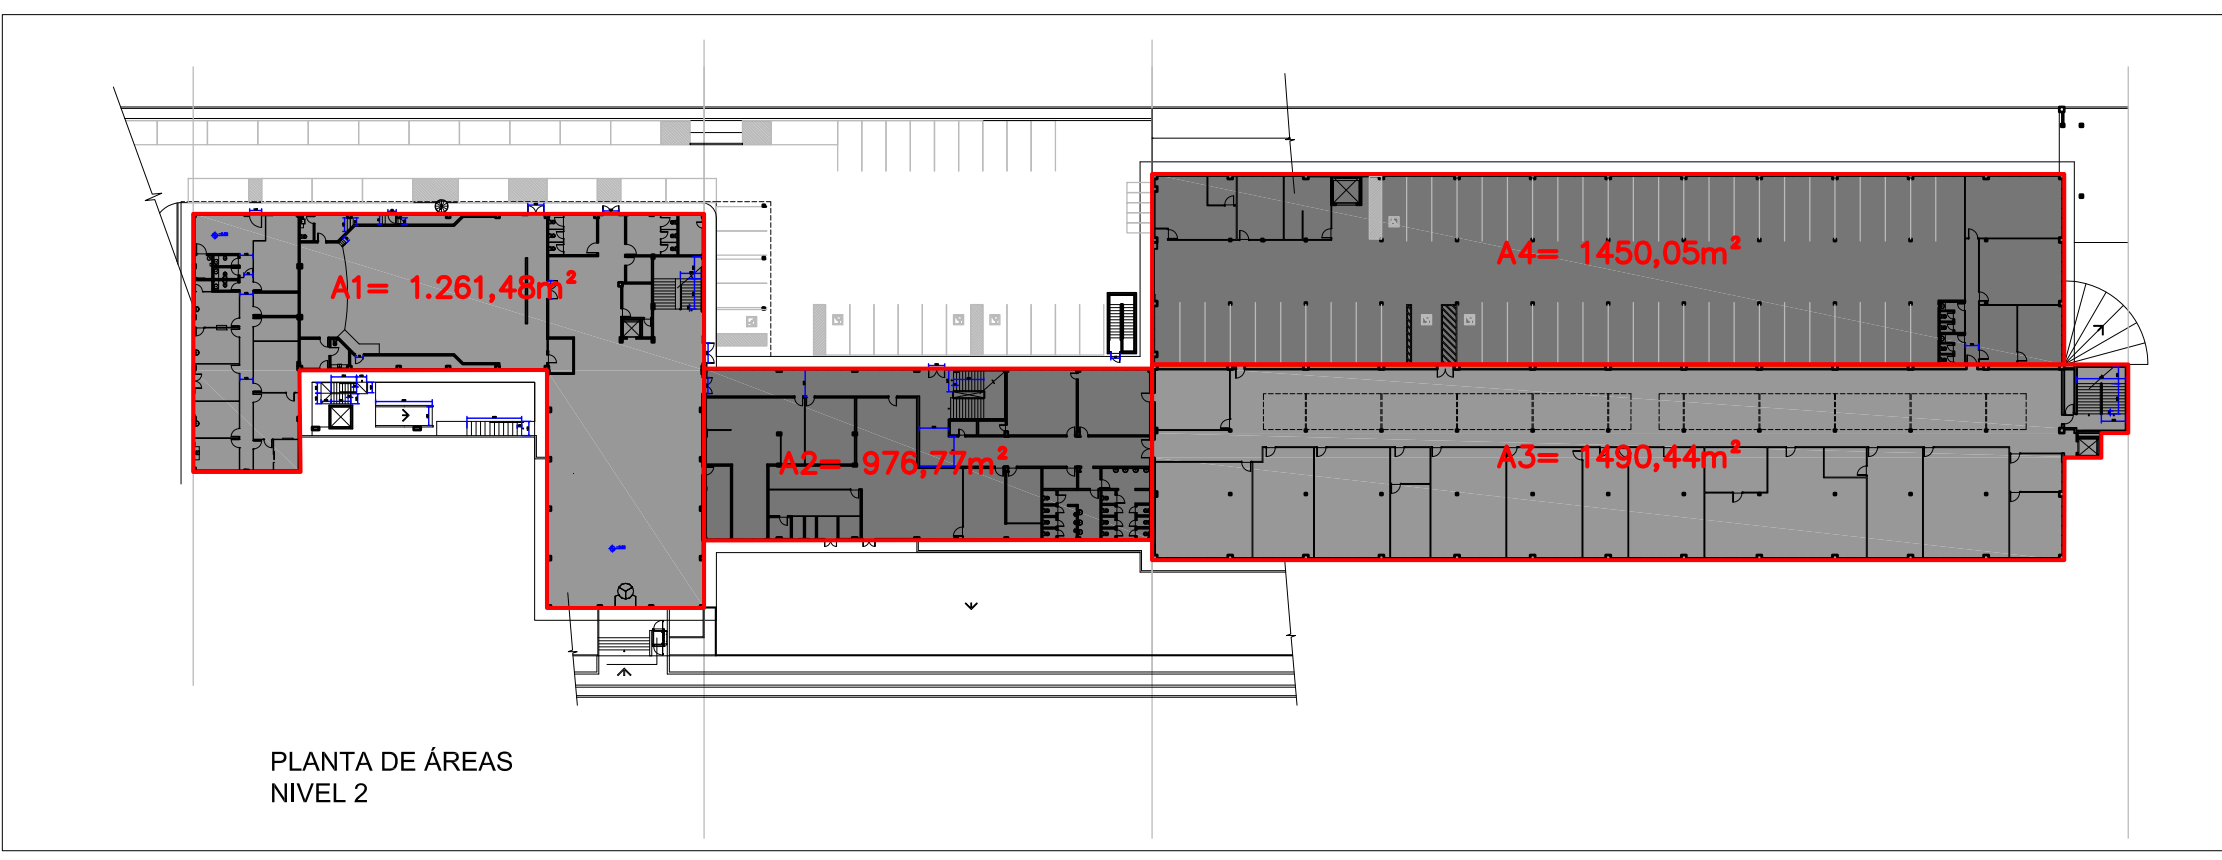 A4= 1450,05m²
A1= 1.261,48m²
A2= 976,77m²
A3= 1490,44m²
PLANTA DE ÁREAS
NIVEL 2